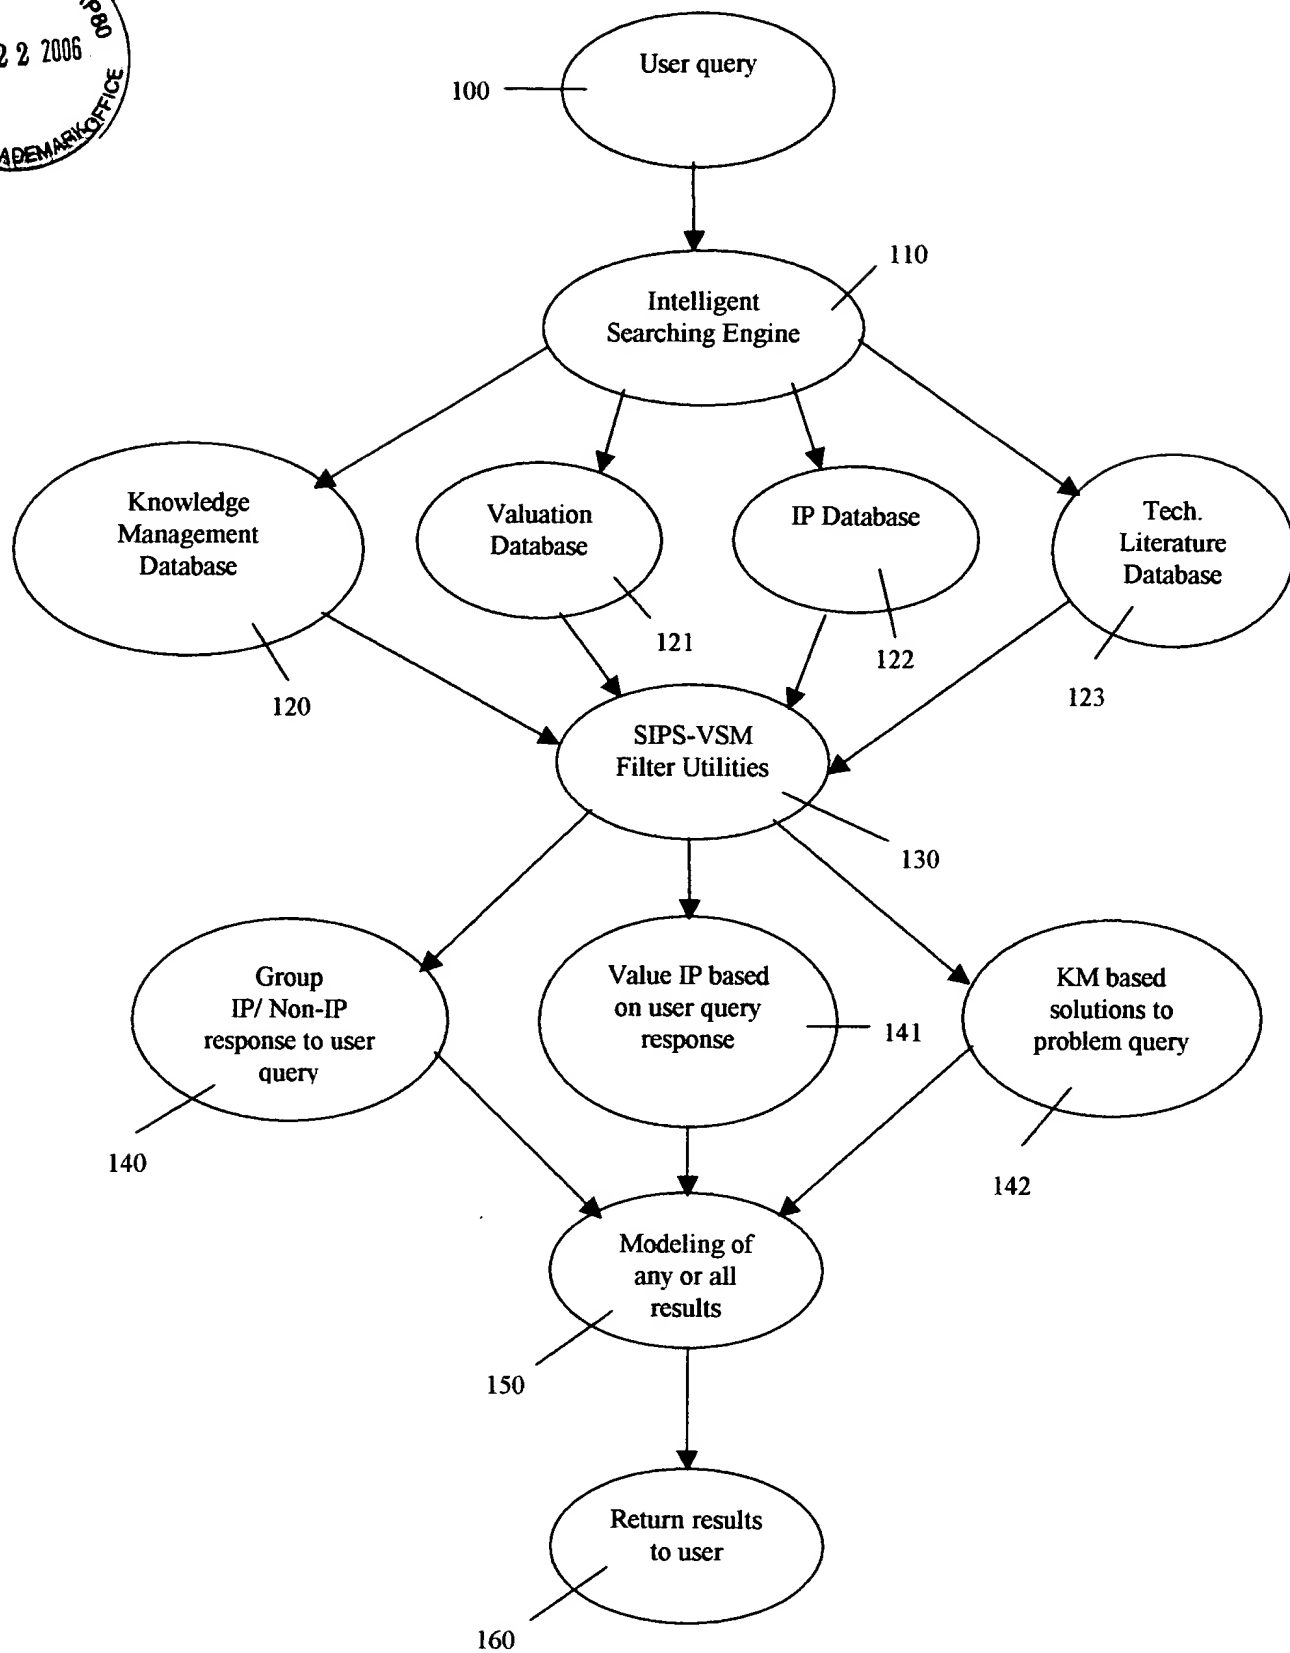 22 2006
OFFICE
User query
100
110
Intelligent
Searching Engine
Knowledge
Management
Database
Valuation
Database
IP Database
Tech.
Literature
Database
121
122
120
123
SIPS-VSM
Filter Utilities
130
Group
IP/ Non-IP
response to user
query
Value IP based
on user query
response
141
KM based
solutions to
problem query
140
142
Modeling of
any or all
results
150
Return results
to user
160